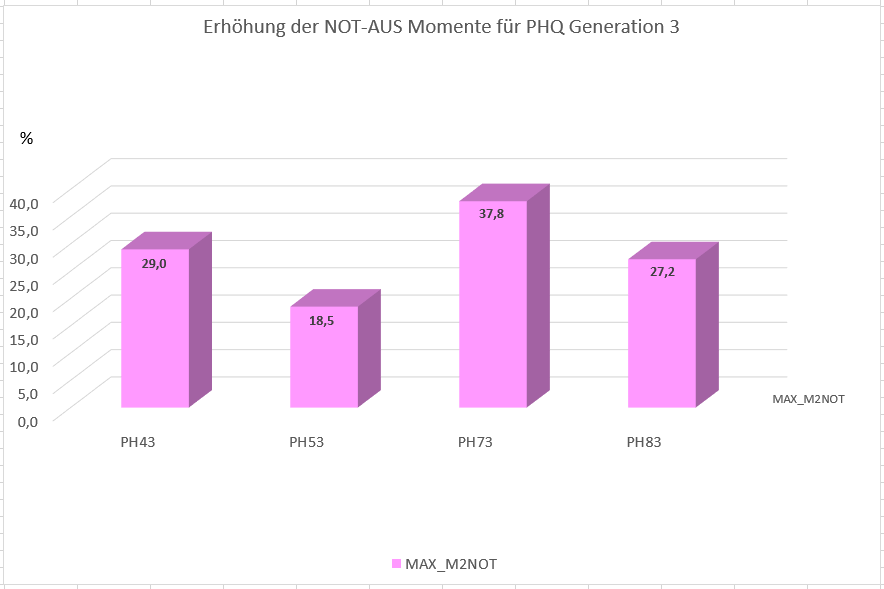 Erhöhung der NOT-AUS Momente für PHQ Generation 3
%
40,0
35,0
30,0
25,0
20,0
15,0
10,0
5,0
0,0
29,0
18,5
37,8
27,2
MAX_M2NOT
PH43
PH53
PH73
PH83
MAX_M2NOT